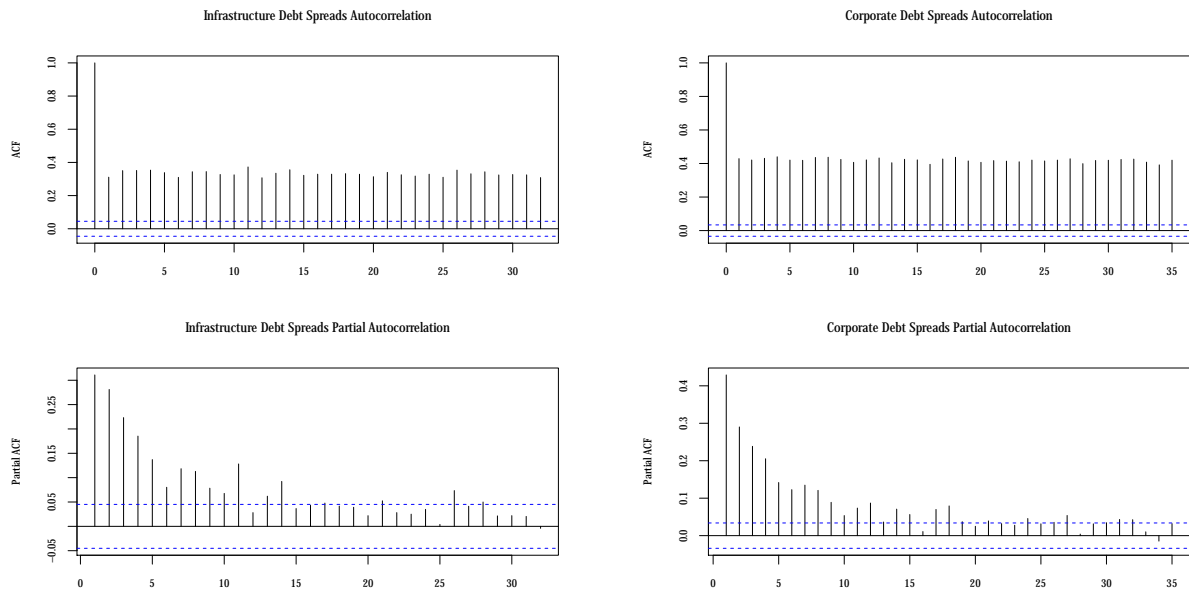 Infrastructure Debt Spreads Autocorrelation
ACF
0.0 0.2 0.4 0.6 0.8 1.0
0 5 10 15 20 25 30
Corporate Debt Spreads Autocorrelation
ACF
0.0 0.2 0.4 0.6 0.8 1.0
0 5 10 15 20 25 30 35
Infrastructure Debt Spreads Partial Autocorrelation
Partial ACF
-0.05 0.05 0.15 0.25
0 5 10 15 20 25 30
Corporate Debt Spreads Partial Autocorrelation
Partial ACF
0.0 0.1 0.2 0.3 0.4
0 5 10 15 20 25 30 35